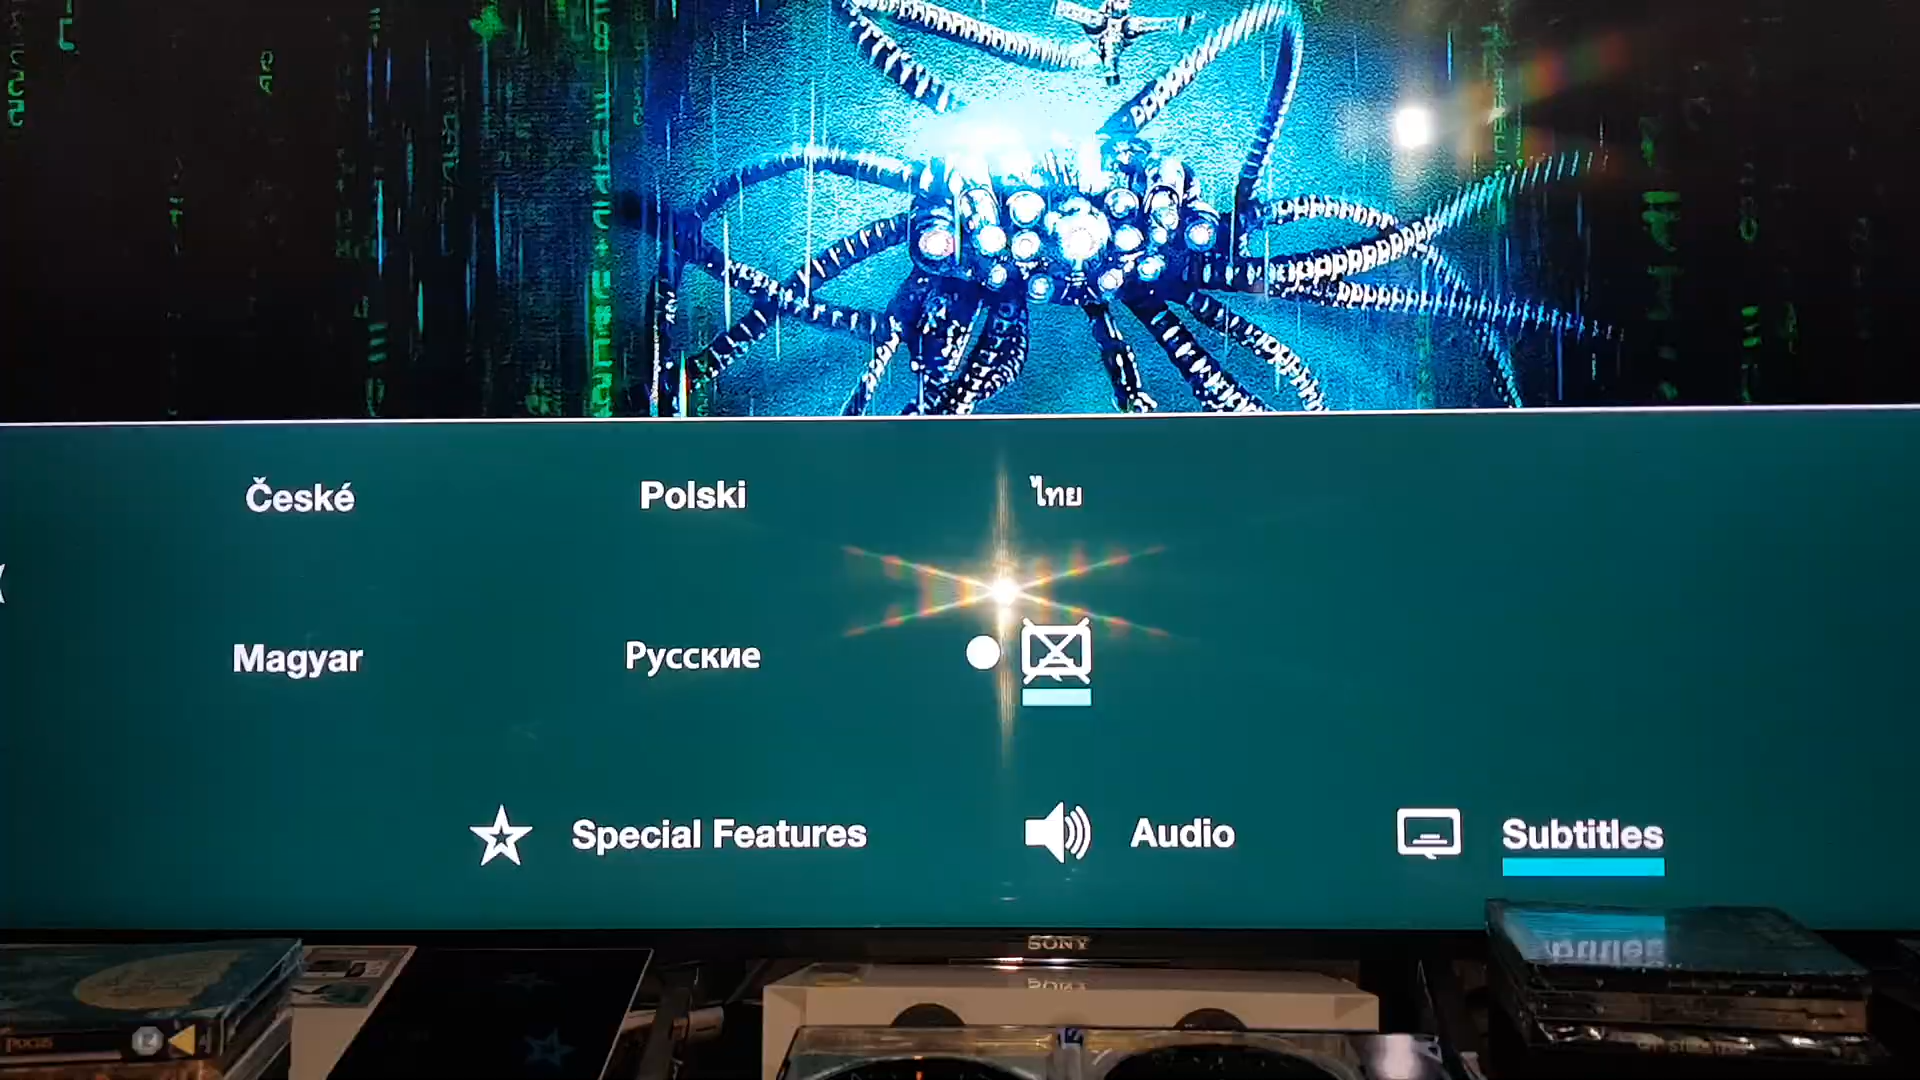 České Polski ไทย
Magyar Русские
Special Features Audio Subtitles
SONY